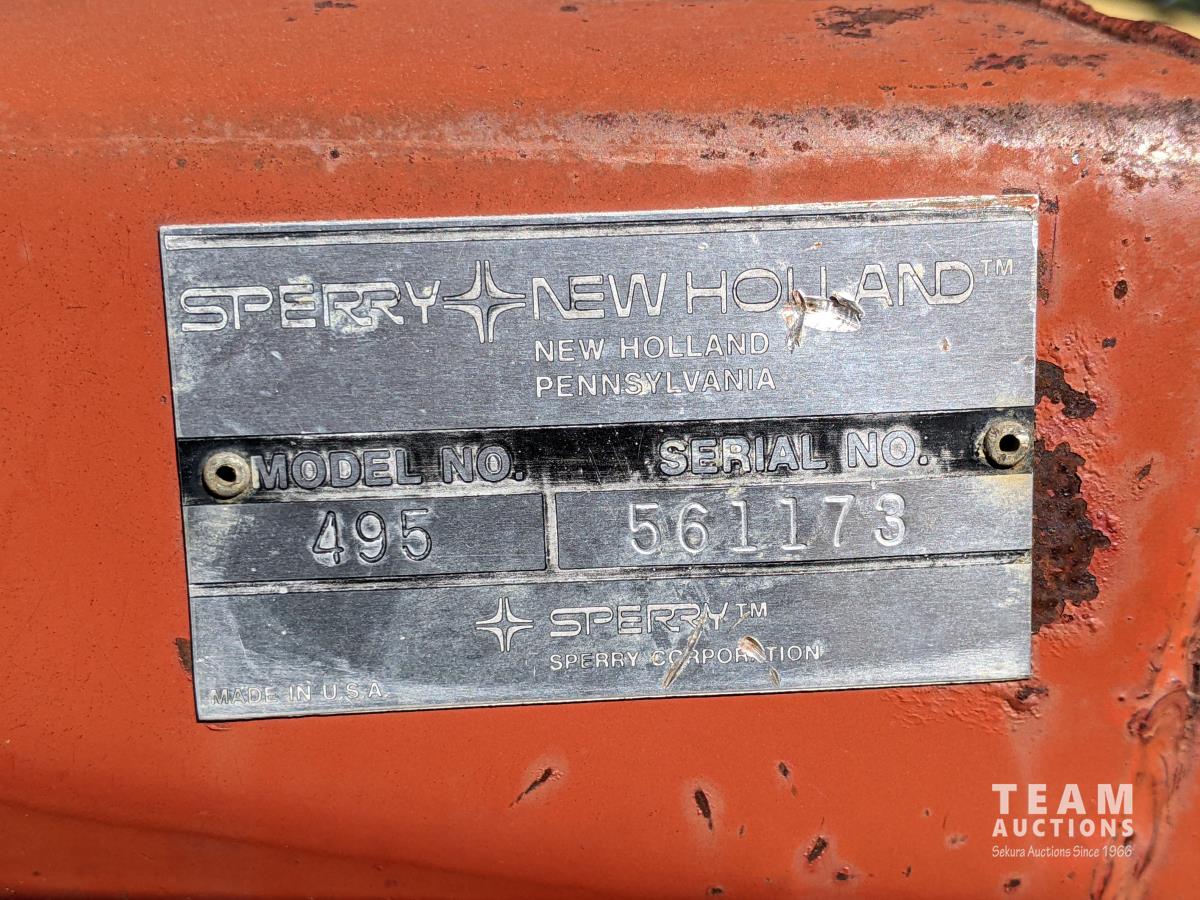 SPERRY NEW HOLLAND™
NEW HOLLAND
PENNSYLVANIA
MODEL NO. SERIAL NO.
495 561173
SPERRY™
SPERRY CORPORATION
MADE IN U.S.A.
TEAM
AUCTIONS
Sekura Auctions Since 1966